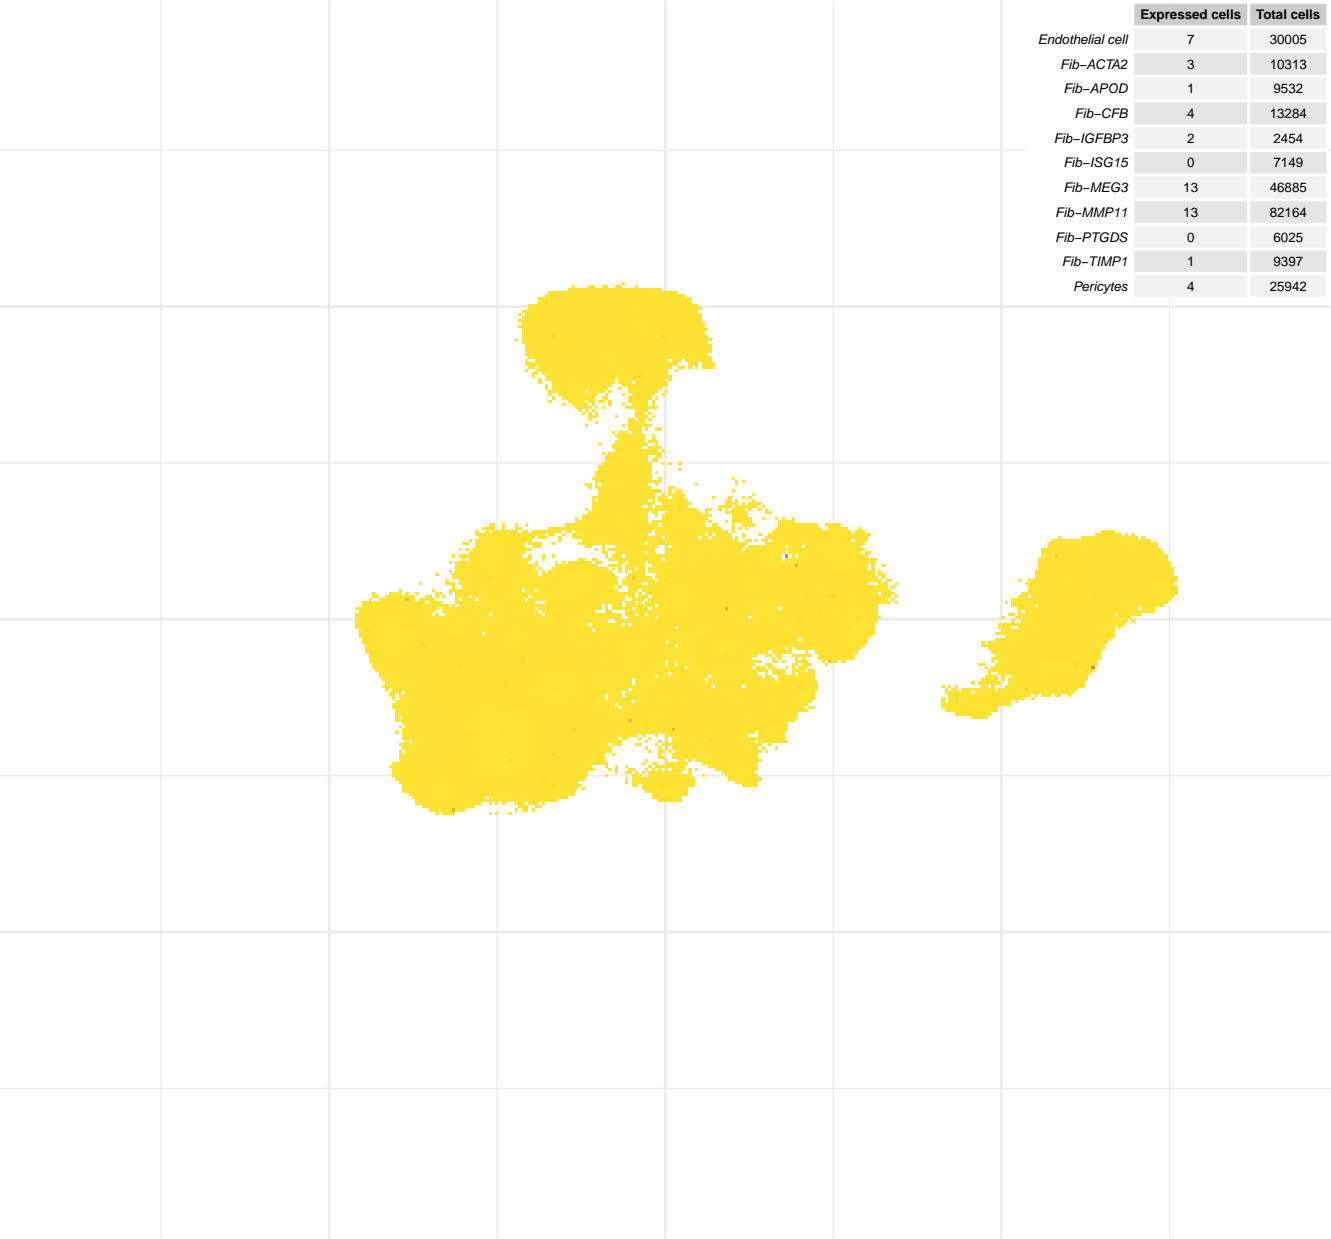 Expressed cells Total cells
Endothelial cell 7 30005
Fib−ACTA2 3 10313
Fib−APOD 1 9532
Fib−CFB 4 13284
Fib−IGFBP3 2 2454
Fib−ISG15 0 7149
Fib−MEG3 13 46885
Fib−MMP11 13 82164
Fib−PTGDS 0 6025
Fib−TIMP1 1 9397
Pericytes 4 25942